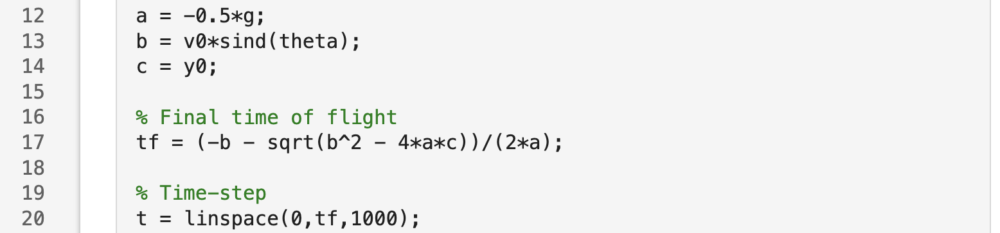 12 a = -0.5*g;
13 b = v0*sind(theta);
14 c = y0;
15
16 % Final time of flight
17 tf = (-b - sqrt(b^2 - 4*a*c))/(2*a);
18
19 % Time-step
20 t = linspace(0,tf,1000);